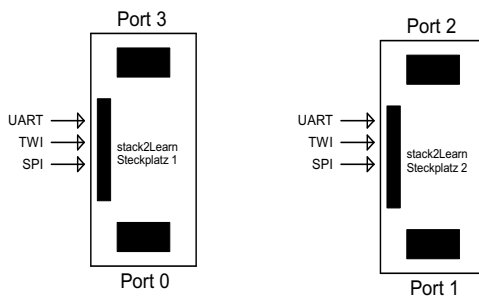 Port 3
UART
TWI
SPI
stack2Learn
Steckplatz 1
Port 0
Port 2
UART
TWI
SPI
stack2Learn
Steckplatz 2
Port 1